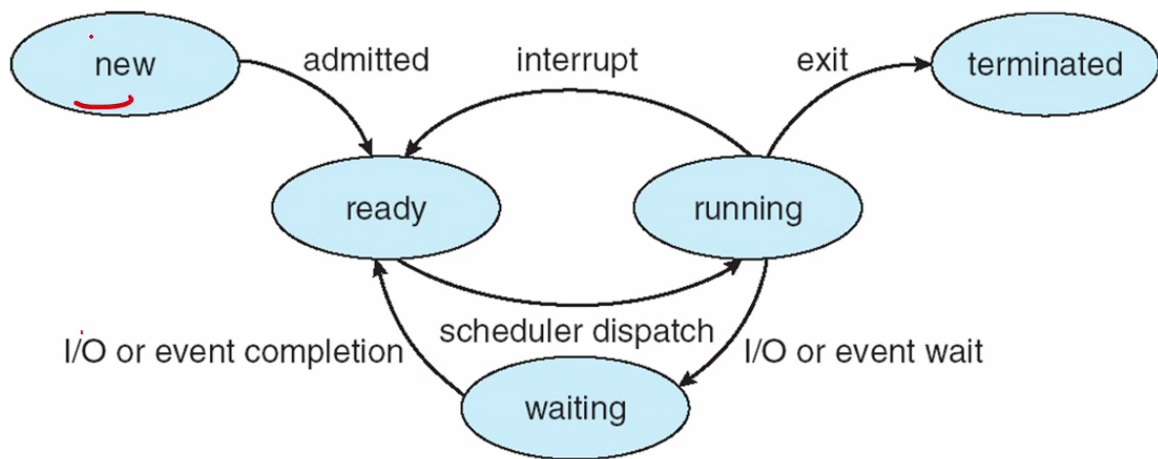 new
admitted
interrupt
exit
terminated
ready
running
scheduler dispatch
I/O or event completion
I/O or event wait
waiting